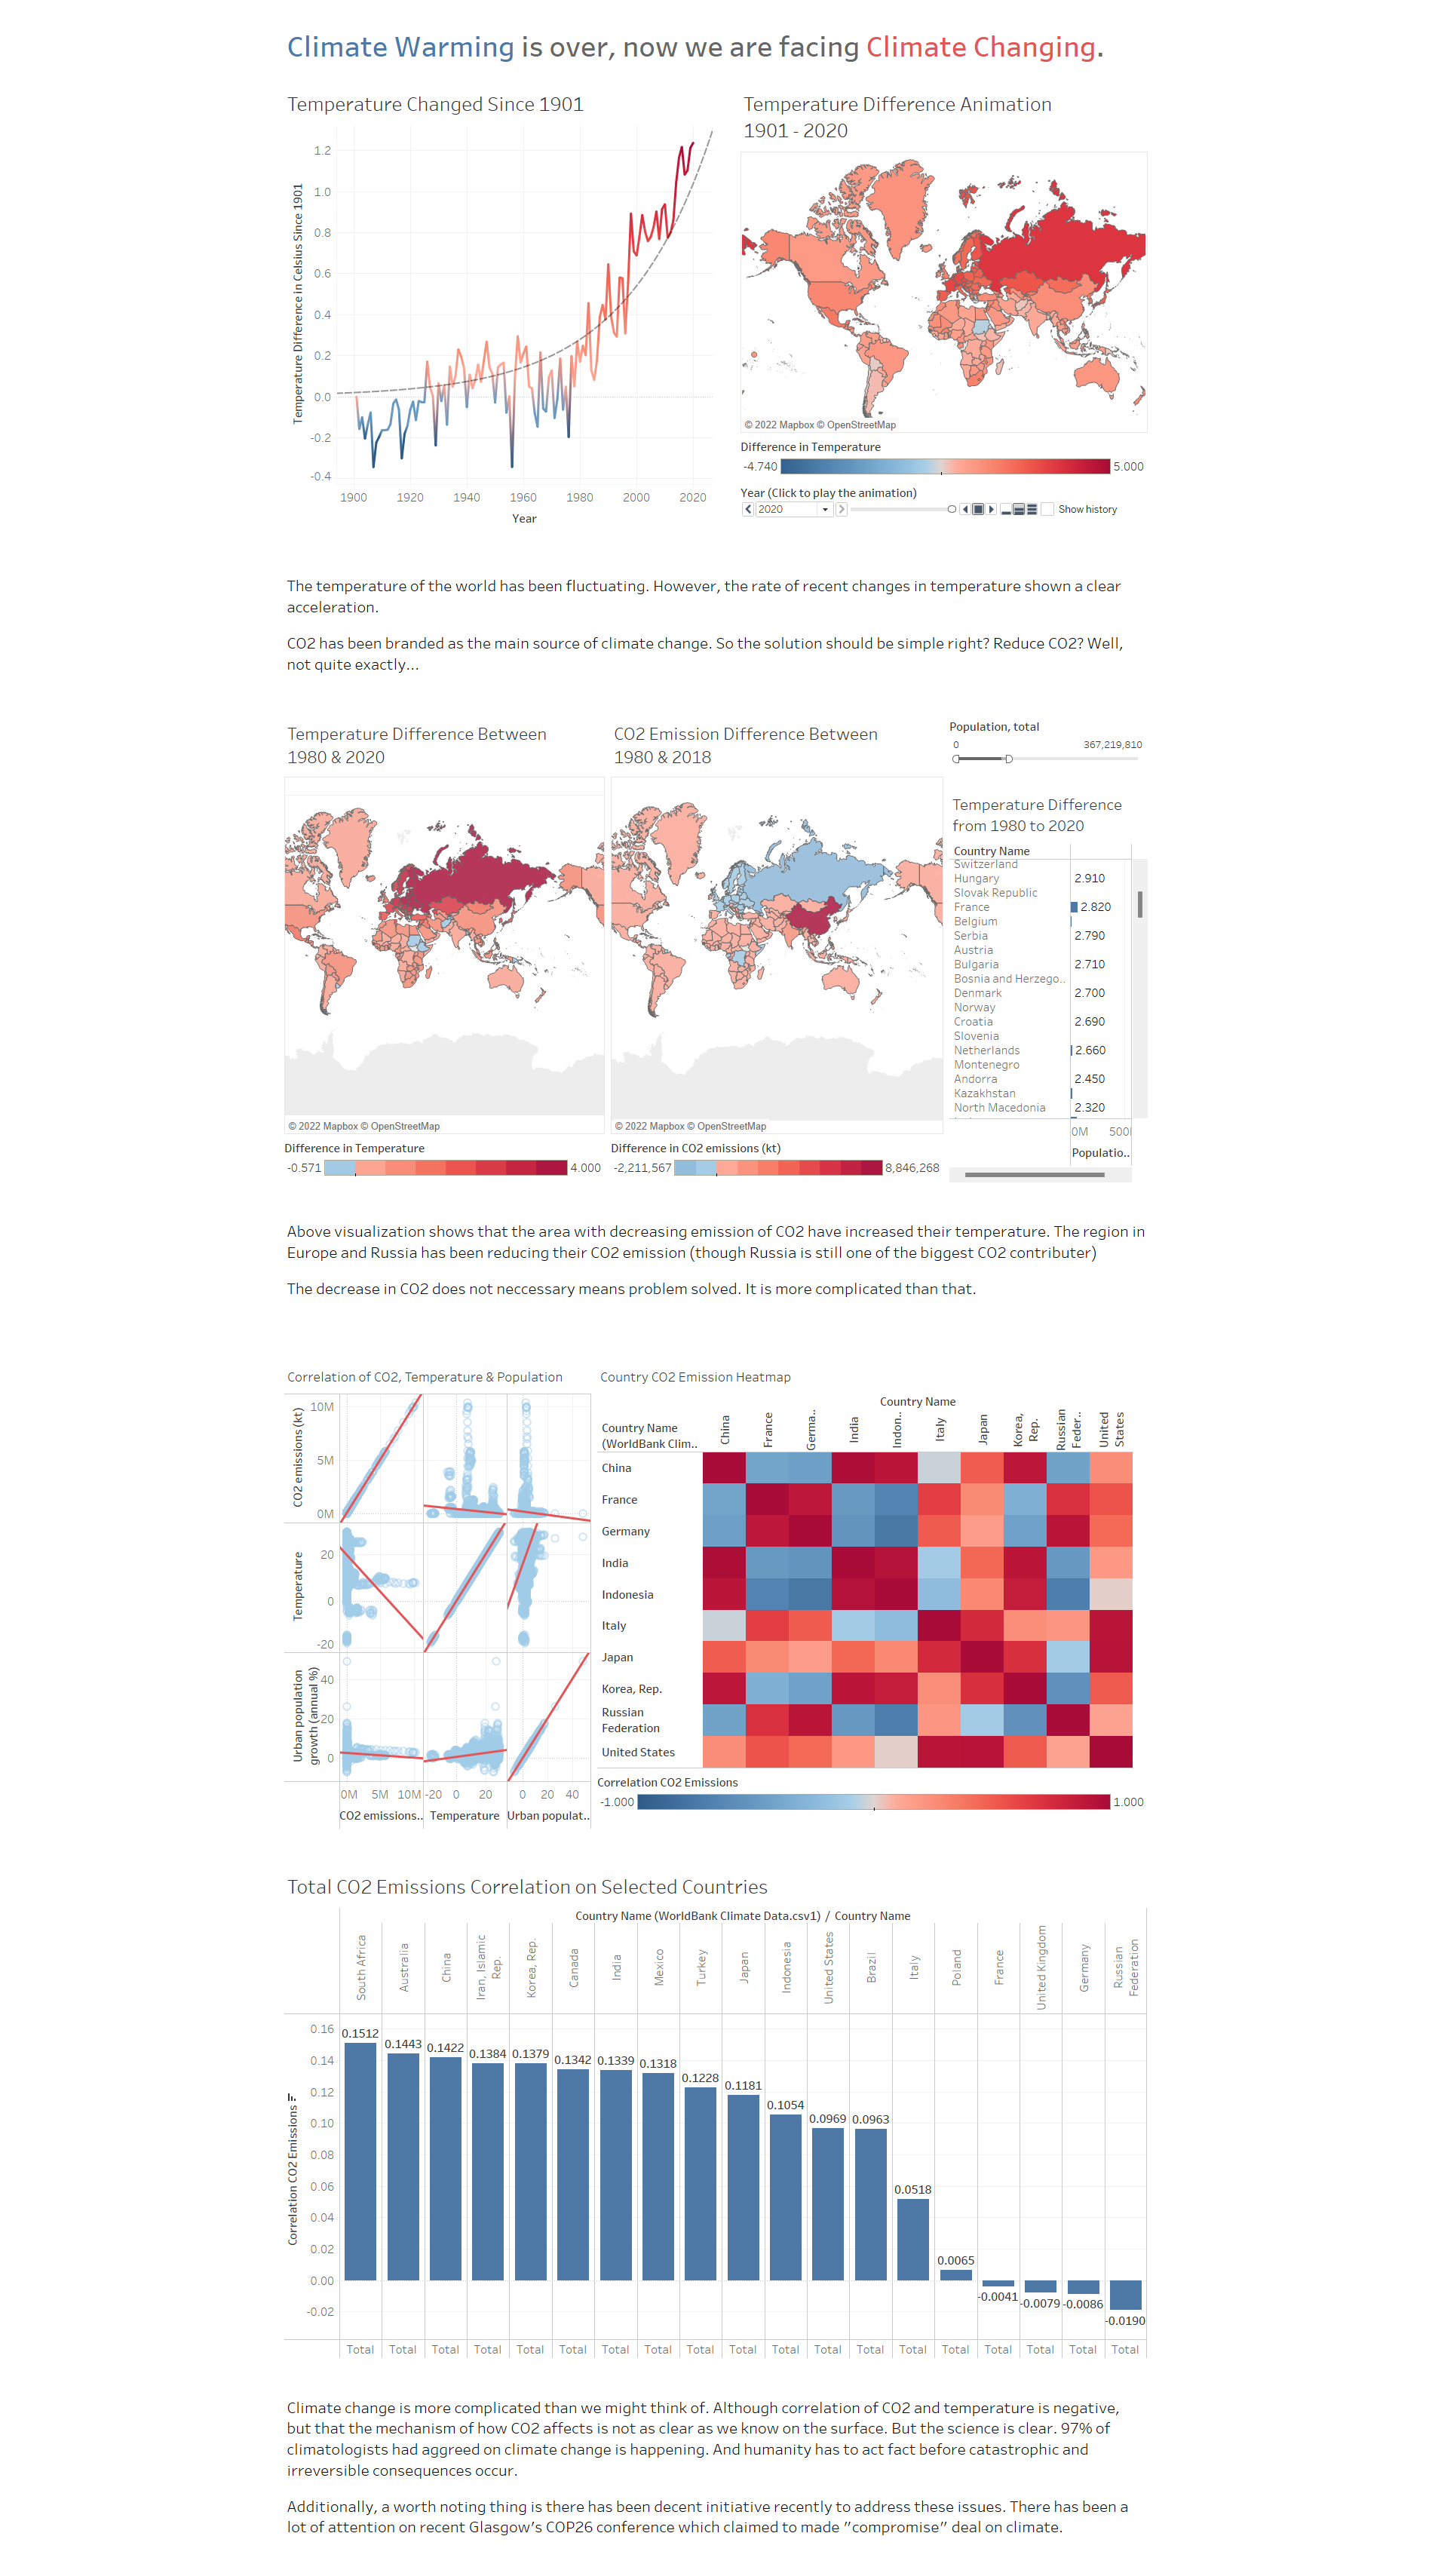 Climate Warming is over, now we are facing Climate Changing.
Temperature Changed Since 1901
Temperature Difference in Celsius Since 1901
1.2
1.0
0.8
0.6
0.4
0.2
0.0
-0.2
-0.4
1900 1920 1940 1960 1980 2000 2020
Year
Temperature Difference Animation
1901 - 2020
© 2022 Mapbox © OpenStreetMap
Difference in Temperature
-4.740 5.000
Year (Click to play the animation)
2020 Show history
The temperature of the world has been fluctuating. However, the rate of recent changes in temperature shown a clear
acceleration.
CO2 has been branded as the main source of climate change. So the solution should be simple right? Reduce CO2? Well,
not quite exactly...
Temperature Difference Between
1980 & 2020
© 2022 Mapbox © OpenStreetMap
Difference in Temperature
-0.571 4.000
CO2 Emission Difference Between
1980 & 2018
© 2022 Mapbox © OpenStreetMap
Difference in CO2 emissions (kt)
-2,211,567 8,846,268
Population, total
0 367,219,810
Temperature Difference
from 1980 to 2020
Country Name
Switzerland
Hungary 2.910
Slovak Republic
France 2.820
Belgium
Serbia 2.790
Austria
Bulgaria 2.710
Bosnia and Herzego..
Denmark 2.700
Norway
Croatia 2.690
Slovenia
Netherlands 2.660
Montenegro
Andorra 2.450
Kazakhstan
North Macedonia 2.320
0M 500
Populatio..
Above visualization shows that the area with decreasing emission of CO2 have increased their temperature. The region in
Europe and Russia has been reducing their CO2 emission (though Russia is still one of the biggest CO2 contributer)
The decrease in CO2 does not neccessary means problem solved. It is more complicated than that.
Correlation of CO2, Temperature & Population
CO2 emissions (kt)
10M
5M
0M
Temperature
20
0
-20
Urban population
growth (annual %)
40
20
0
0M 5M 10M -20 0 20 0 20 40
CO2 emissions.. Temperature Urban populat..
Country CO2 Emission Heatmap
Country Name
Country Name
(WorldBank Clim..
China
France
Germa..
India
Indon..
Italy
Japan
Korea,
Rep.
Russian
Feder..
United
States
China
France
Germany
India
Indonesia
Italy
Japan
Korea, Rep.
Russian
Federation
United States
Correlation CO2 Emissions
-1.000 1.000
Total CO2 Emissions Correlation on Selected Countries
Country Name (WorldBank Climate Data.csv1) / Country Name
South Africa
Australia
China
Iran, Islamic
Rep.
Korea, Rep.
Canada
India
Mexico
Turkey
Japan
Indonesia
United States
Brazil
Italy
Poland
France
United Kingdom
Germany
Russian
Federation
Correlation CO2 Emissions
0.16
0.14
0.12
0.10
0.08
0.06
0.04
0.02
0.00
-0.02
0.1512
0.1443
0.1422
0.1384
0.1379
0.1342
0.1339
0.1318
0.1228
0.1181
0.1054
0.0969
0.0963
0.0518
0.0065
-0.0041
-0.0079
-0.0086
-0.0190
Total Total Total Total Total Total Total Total Total Total Total Total Total Total Total Total Total Total Total
Climate change is more complicated than we might think of. Although correlation of CO2 and temperature is negative,
but that the mechanism of how CO2 affects is not as clear as we know on the surface. But the science is clear. 97% of
climatologists had aggreed on climate change is happening. And humanity has to act fact before catastrophic and
irreversible consequences occur.
Additionally, a worth noting thing is there has been decent initiative recently to address these issues. There has been a
lot of attention on recent Glasgow's COP26 conference which claimed to made "compromise" deal on climate.